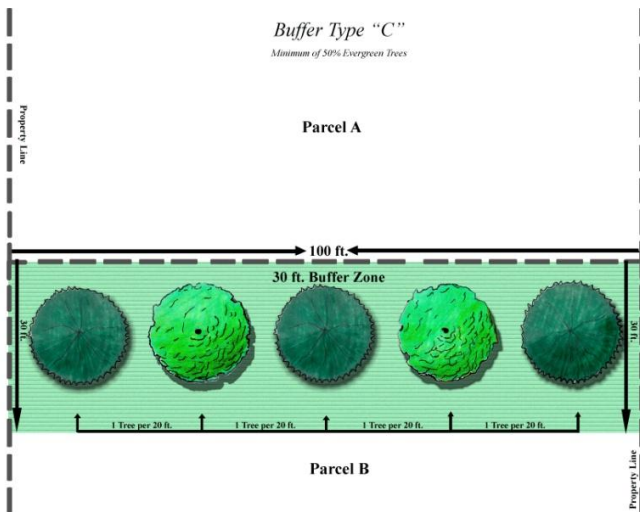 Buffer Type “C”
Minimum of 50% Evergreen Trees
Property Line
Parcel A
100 ft.
30 ft. Buffer Zone
30 ft.
30 ft.
1 Tree per 20 ft.
1 Tree per 20 ft.
1 Tree per 20 ft.
1 Tree per 20 ft.
Parcel B
Property Line